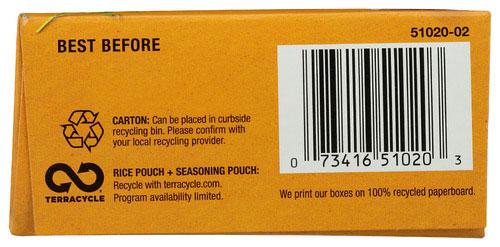 BEST BEFORE
51020-02
CARTON: Can be placed in curbside
recycling bin. Please confirm with
your local recycling provider.
RICE POUCH + SEASONING POUCH:
Recycle with terracycle.com.
Program availability limited.
TERRACYCLE
0 73416 51020 3
We print our boxes on 100% recycled paperboard.